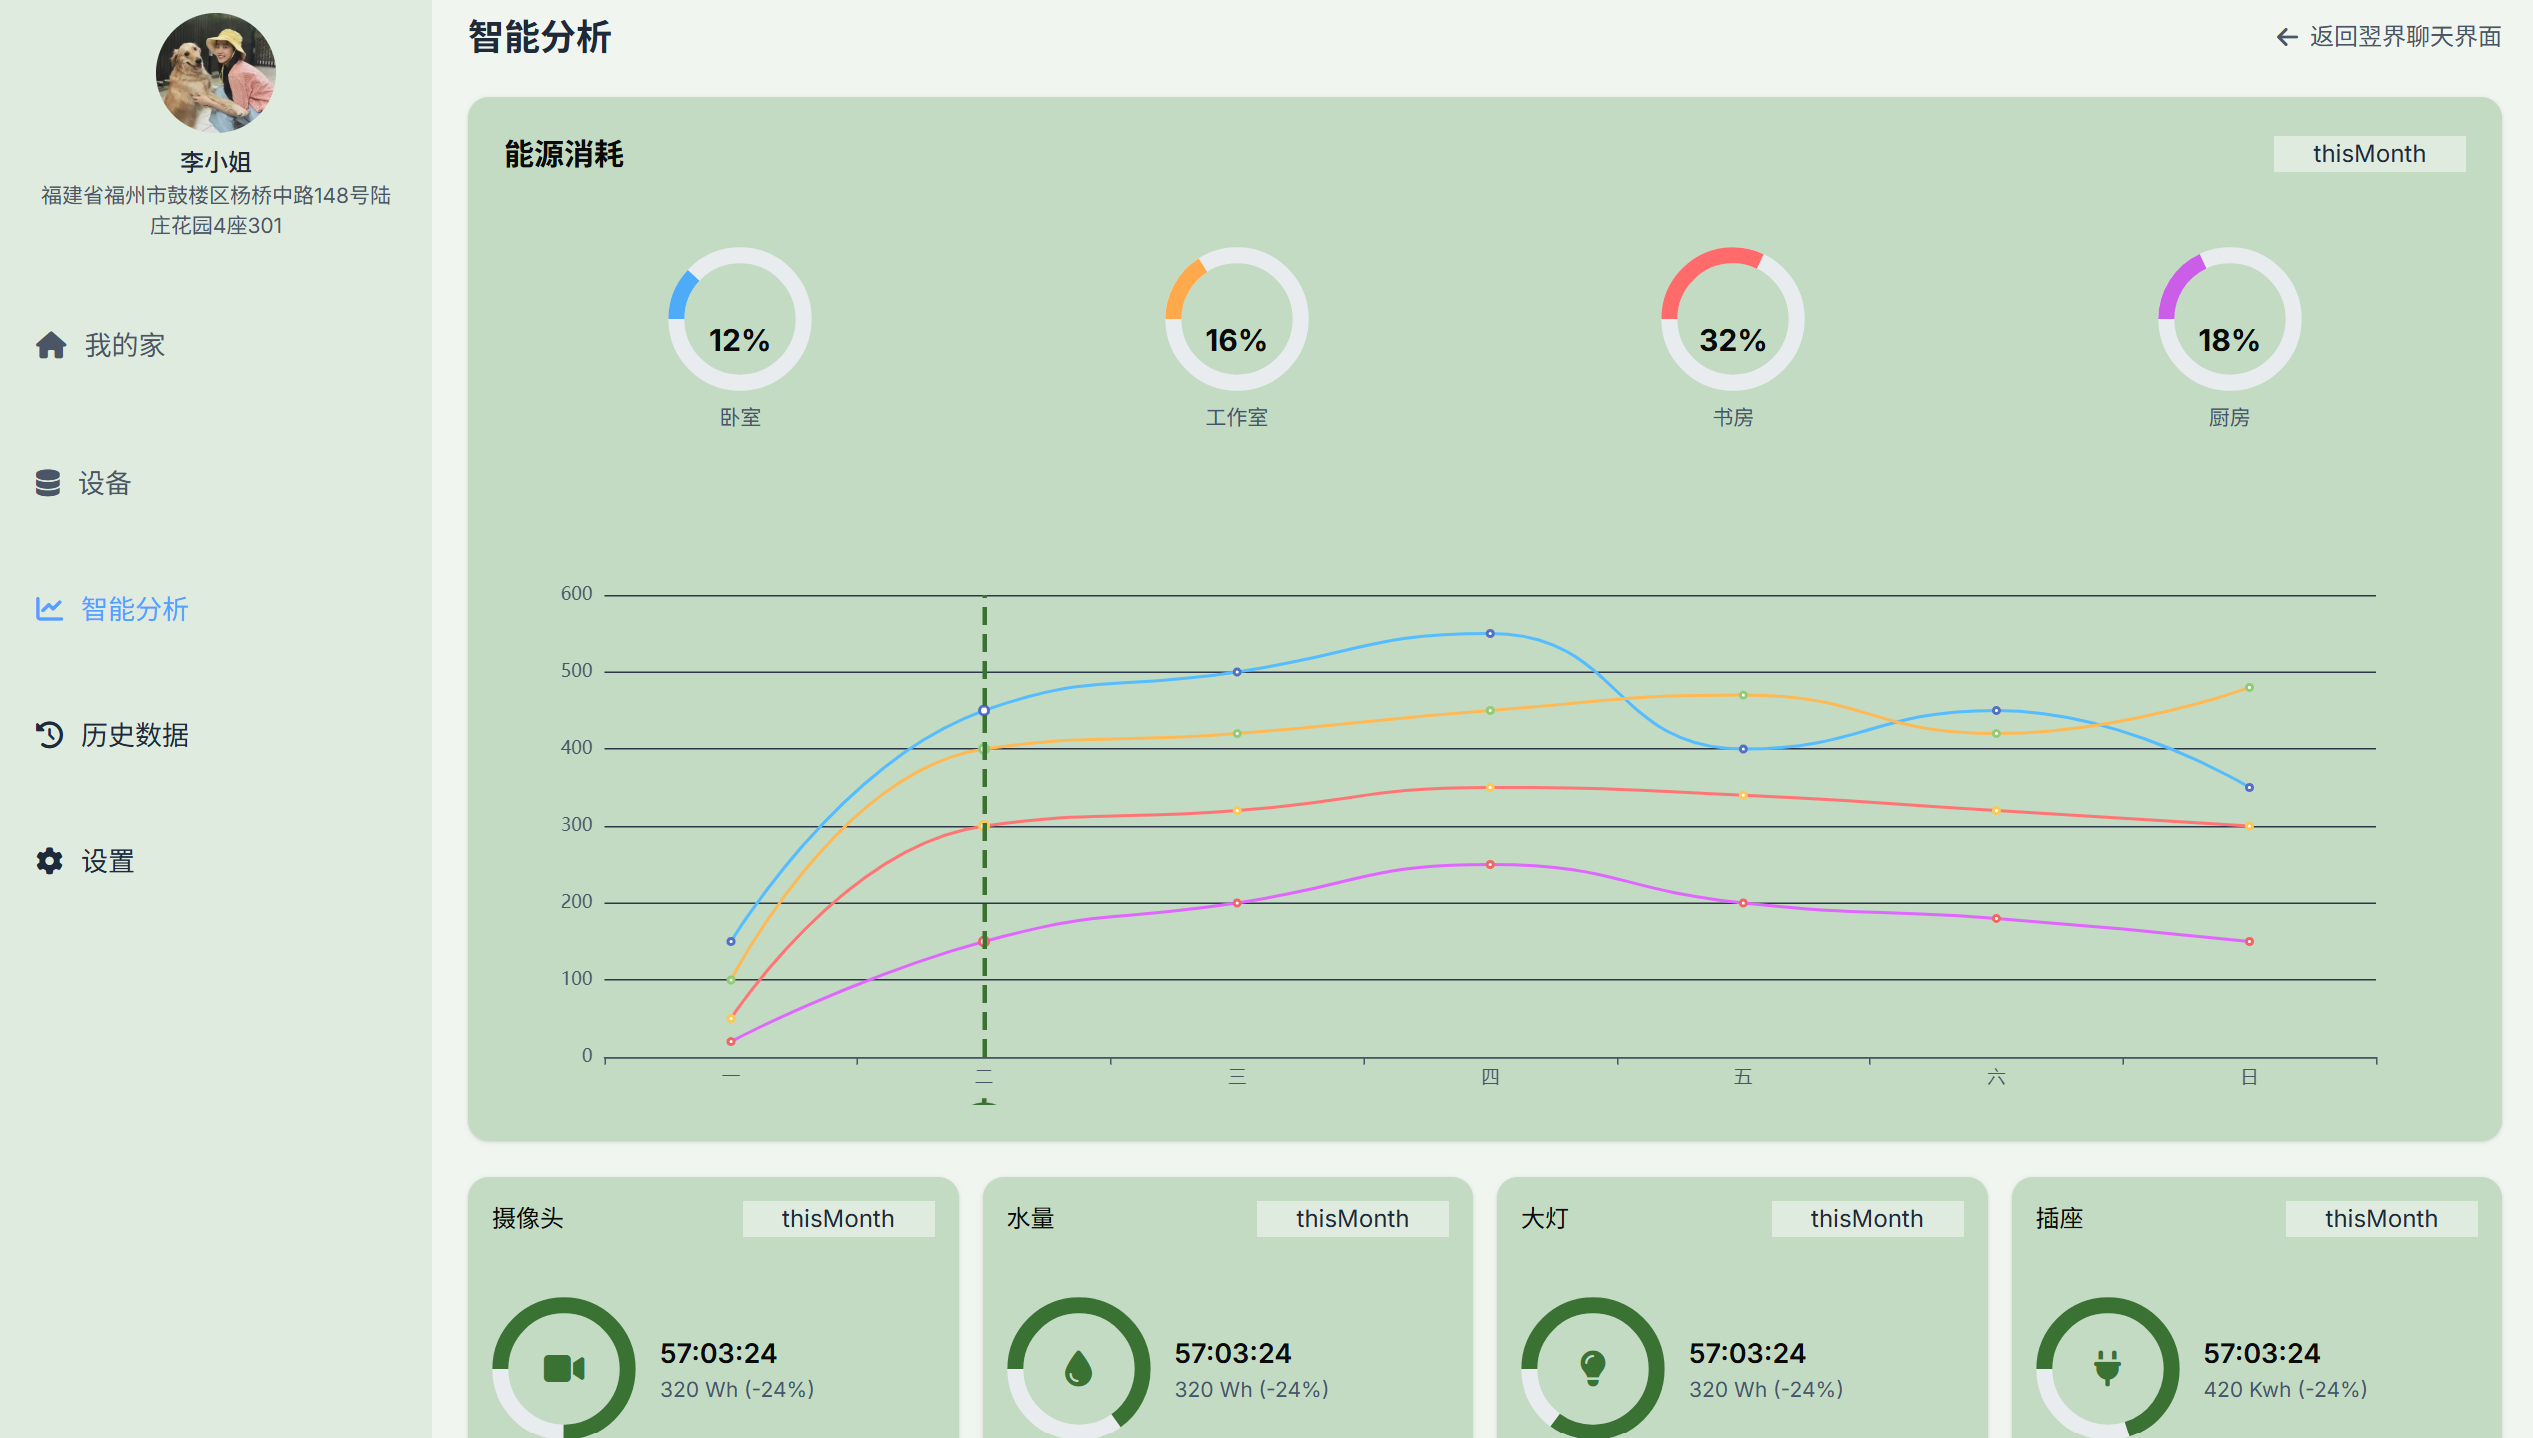 李小姐
福建省福州市鼓楼区杨桥中路148号陆
庄花园4座301
我的家
设备
智能分析
历史数据
设置
智能分析
返回翌界聊天界面
能源消耗
thisMonth
12%
16%
32%
18%
卧室
工作室
书房
厨房
600
500
400
300
200
100
0
一
二
三
四
五
六
日
摄像头
thisMonth
57:03:24
320 Wh (-24%)
水量
thisMonth
57:03:24
320 Wh (-24%)
大灯
thisMonth
57:03:24
320 Wh (-24%)
插座
thisMonth
57:03:24
420 Kwh (-24%)